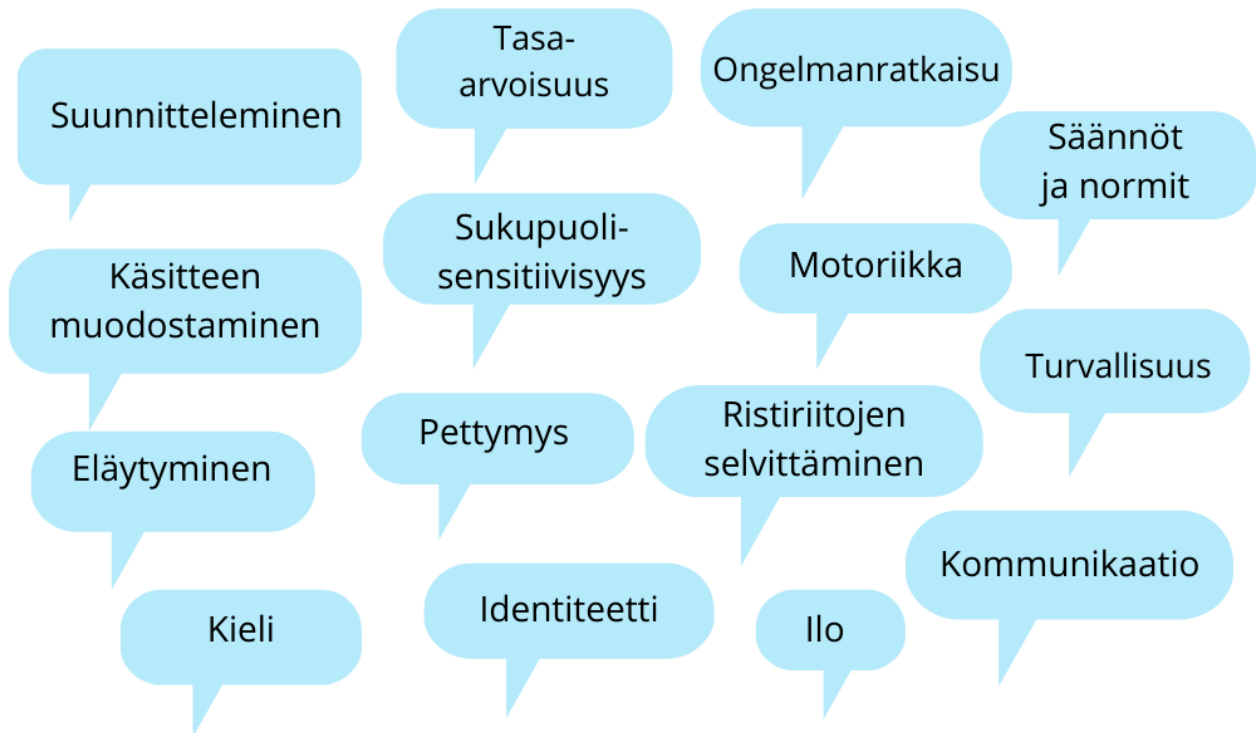 Suunnitteleminen
Tasa-
arvoisuus
Ongelmanratkaisu
Säännöt
ja normit
Käsitteen
muodostaminen
Sukupuoli-
sensitiivisyys
Motoriikka
Turvallisuus
Eläytyminen
Pettymys
Ristiriitojen
selvittäminen
Kommunikaatio
Kieli
Identiteetti
Ilo